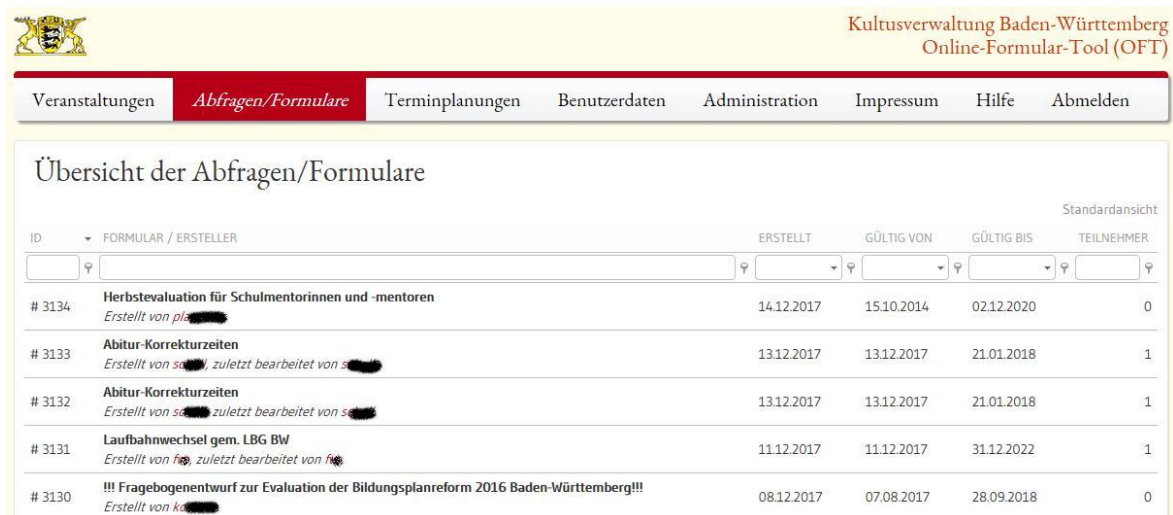 Kultusverwaltung Baden-Württemberg
Online-Formular-Tool (OFT)
Veranstaltungen Abfragen/Formulare Terminplanungen Benutzerdaten Administration Impressum Hilfe Abmelden
Übersicht der Abfragen/Formulare
Standardansicht
ID FORMULAR / ERSTELLER ERSTELLT GÜLTIG VON GÜLTIG BIS TEILNEHMER
Herbstevaluation für Schulmentorinnen und -mentoren
# 3134 14.12.2017 15.10.2014 02.12.2020 0
Erstellt von
Abitur-Korrekturzeiten
# 3133 13.12.2017 13.12.2017 21.01.2018 1
Erstellt von , zuletzt bearbeitet von
Abitur-Korrekturzeiten
# 3132 13.12.2017 13.12.2017 21.01.2018 1
Erstellt von zuletzt bearbeitet von
Laufbahnwechsel gem. LBG BW
# 3131 11.12.2017 11.12.2017 31.12.2022 1
Erstellt von , zuletzt bearbeitet von
!!! Fragebogenentwurf zur Evaluation der Bildungsplanreform 2016 Baden-Württemberg!!!
# 3130 08.12.2017 07.08.2017 28.09.2018 0
Erstellt von